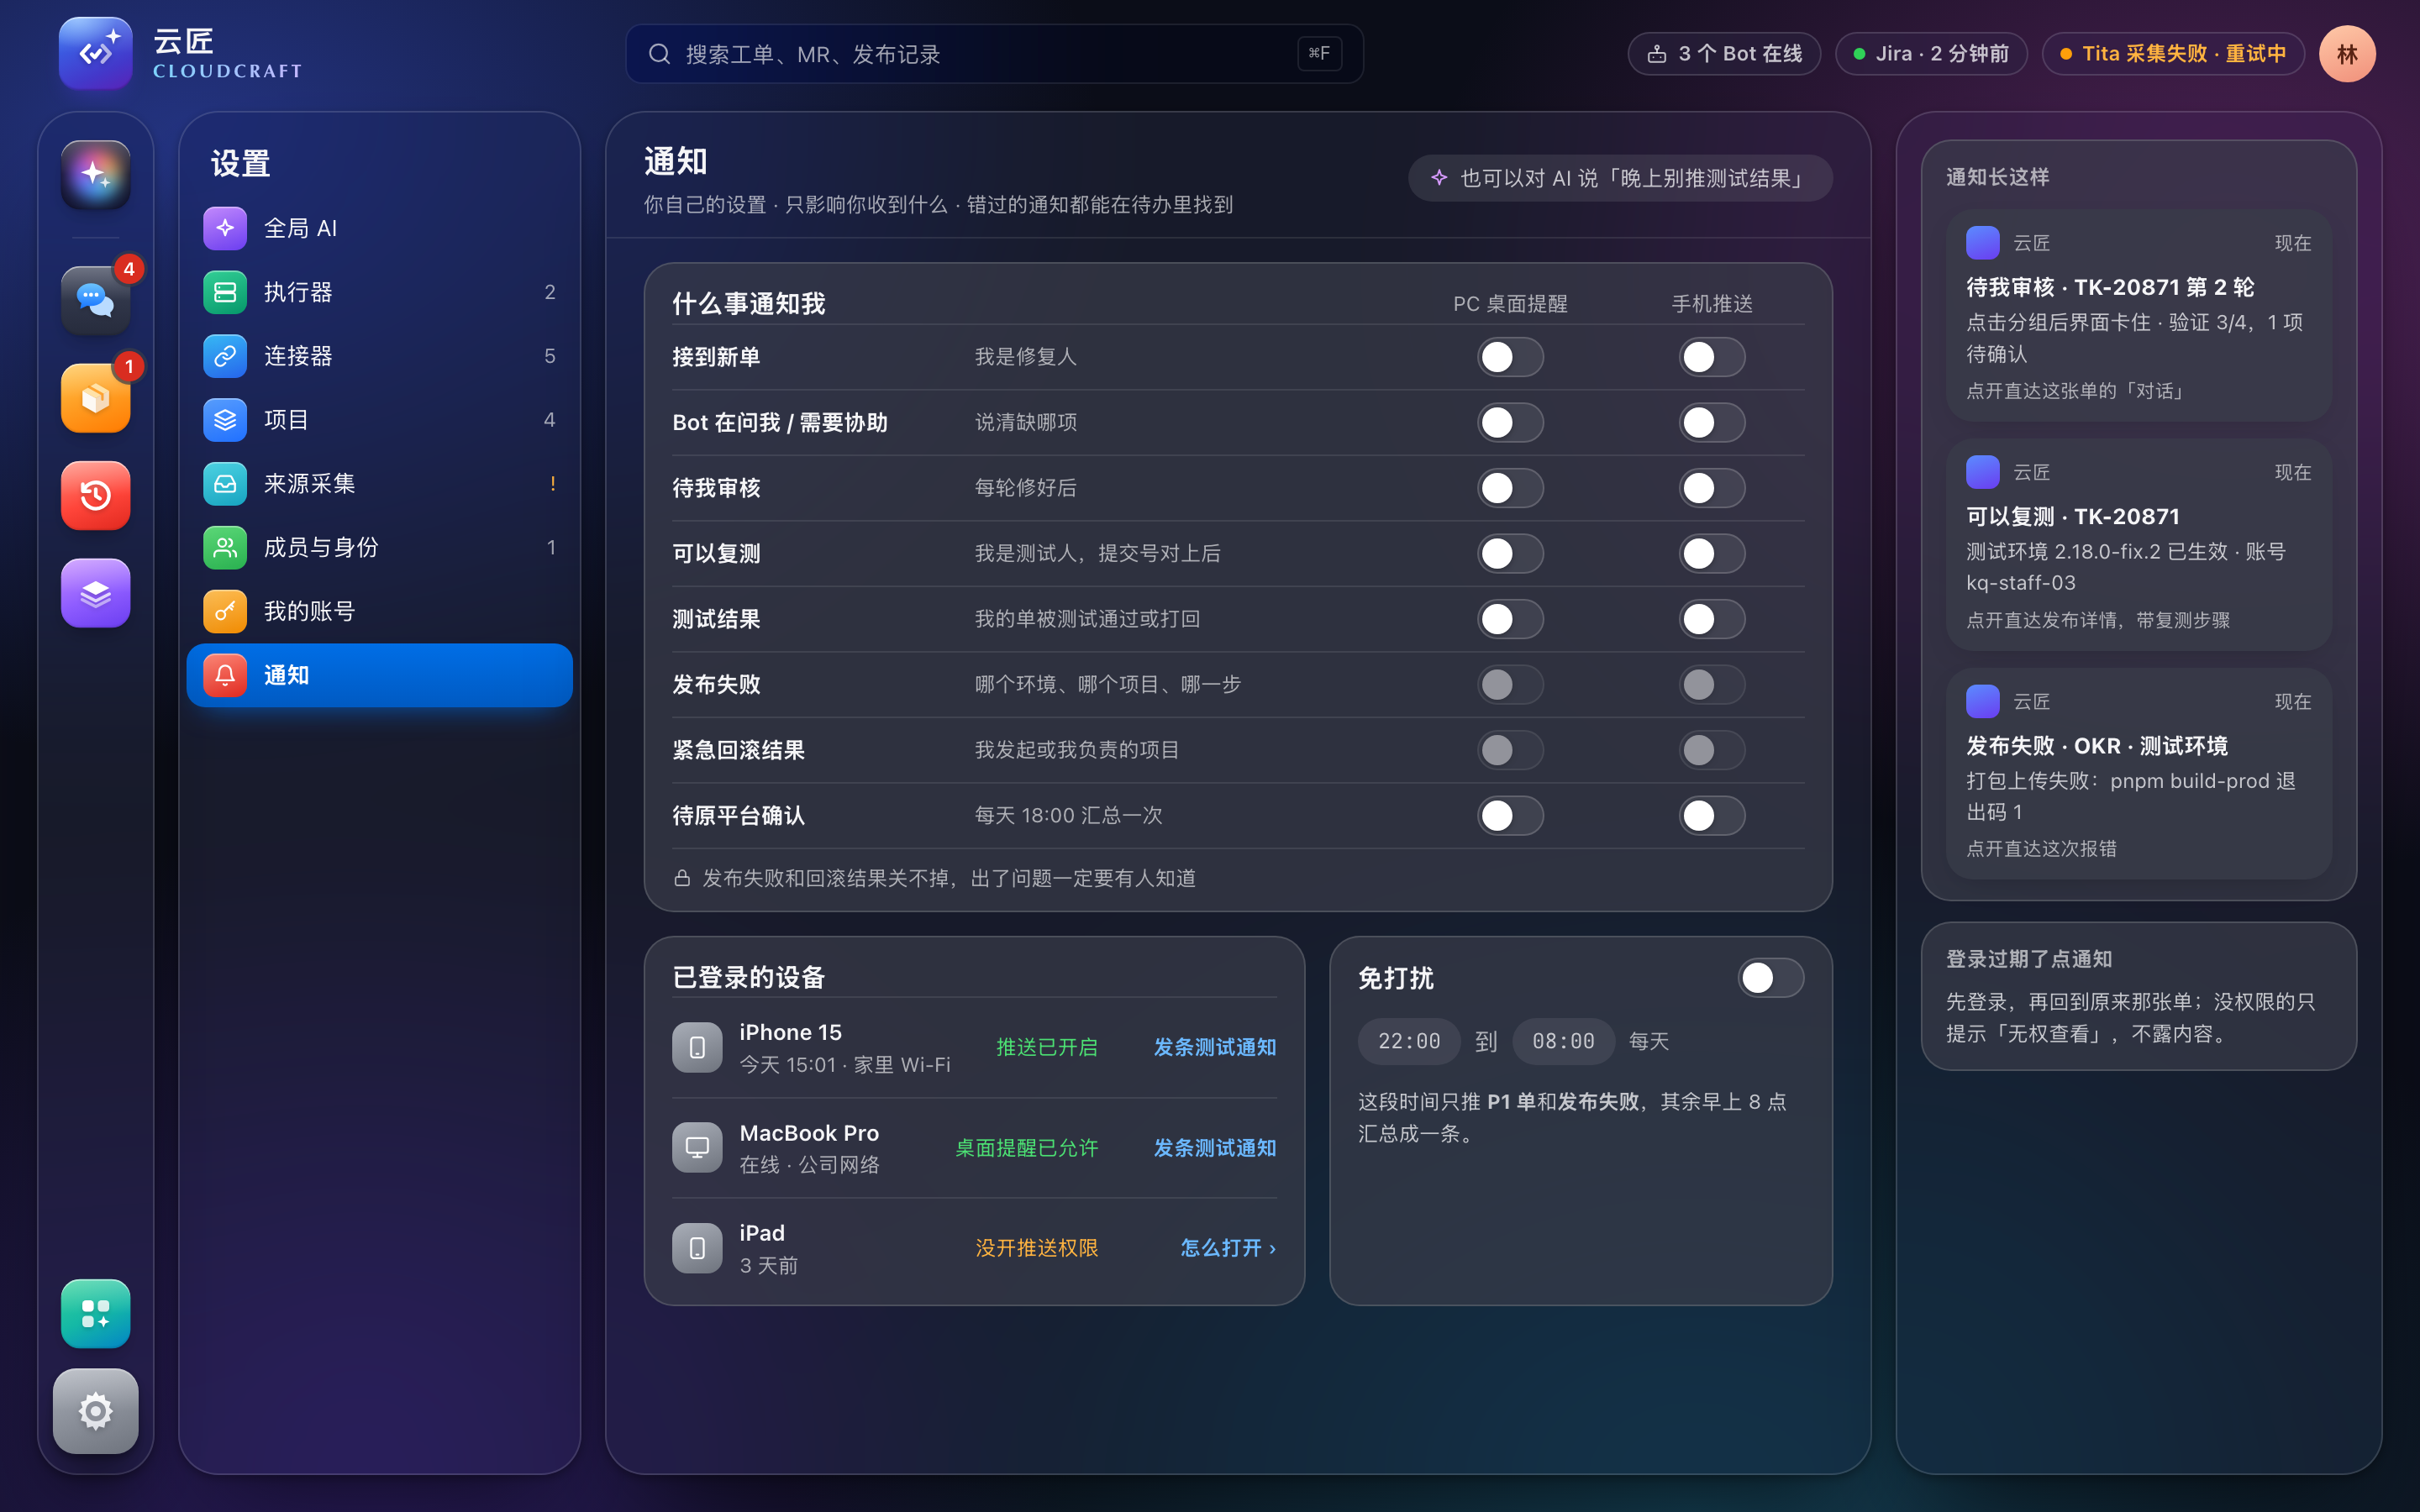 云匠
CLOUDCRAFT
搜索工单、MR、发布记录
⌘F
3 个 Bot 在线
Jira · 2 分钟前
Tita 采集失败 · 重试中
林
4
1
设置
全局 AI
执行器 2
连接器 5
项目 4
来源采集 !
成员与身份 1
我的账号
通知
通知
你自己的设置 · 只影响你收到什么 · 错过的通知都能在待办里找到
也可以对 AI 说「晚上别推测试结果」
什么事通知我 PC 桌面提醒 手机推送
接到新单 我是修复人
Bot 在问我 / 需要协助 说清缺哪项
待我审核 每轮修好后
可以复测 我是测试人，提交号对上后
测试结果 我的单被测试通过或打回
发布失败 哪个环境、哪个项目、哪一步
紧急回滚结果 我发起或我负责的项目
待原平台确认 每天 18:00 汇总一次
发布失败和回滚结果关不掉，出了问题一定要有人知道
已登录的设备
iPhone 15
今天 15:01 · 家里 Wi-Fi
推送已开启 发条测试通知
MacBook Pro
在线 · 公司网络
桌面提醒已允许 发条测试通知
iPad
3 天前
没开推送权限 怎么打开 ›
免打扰
22:00 到 08:00 每天
这段时间只推 P1 单和发布失败，其余早上 8 点
汇总成一条。
通知长这样
云匠 现在
待我审核 · TK-20871 第 2 轮
点击分组后界面卡住 · 验证 3/4，1 项
待确认
点开直达这张单的「对话」
云匠 现在
可以复测 · TK-20871
测试环境 2.18.0-fix.2 已生效 · 账号
kq-staff-03
点开直达发布详情，带复测步骤
云匠 现在
发布失败 · OKR · 测试环境
打包上传失败：pnpm build-prod 退
出码 1
点开直达这次报错
登录过期了点通知
先登录，再回到原来那张单；没权限的只
提示「无权查看」，不露内容。